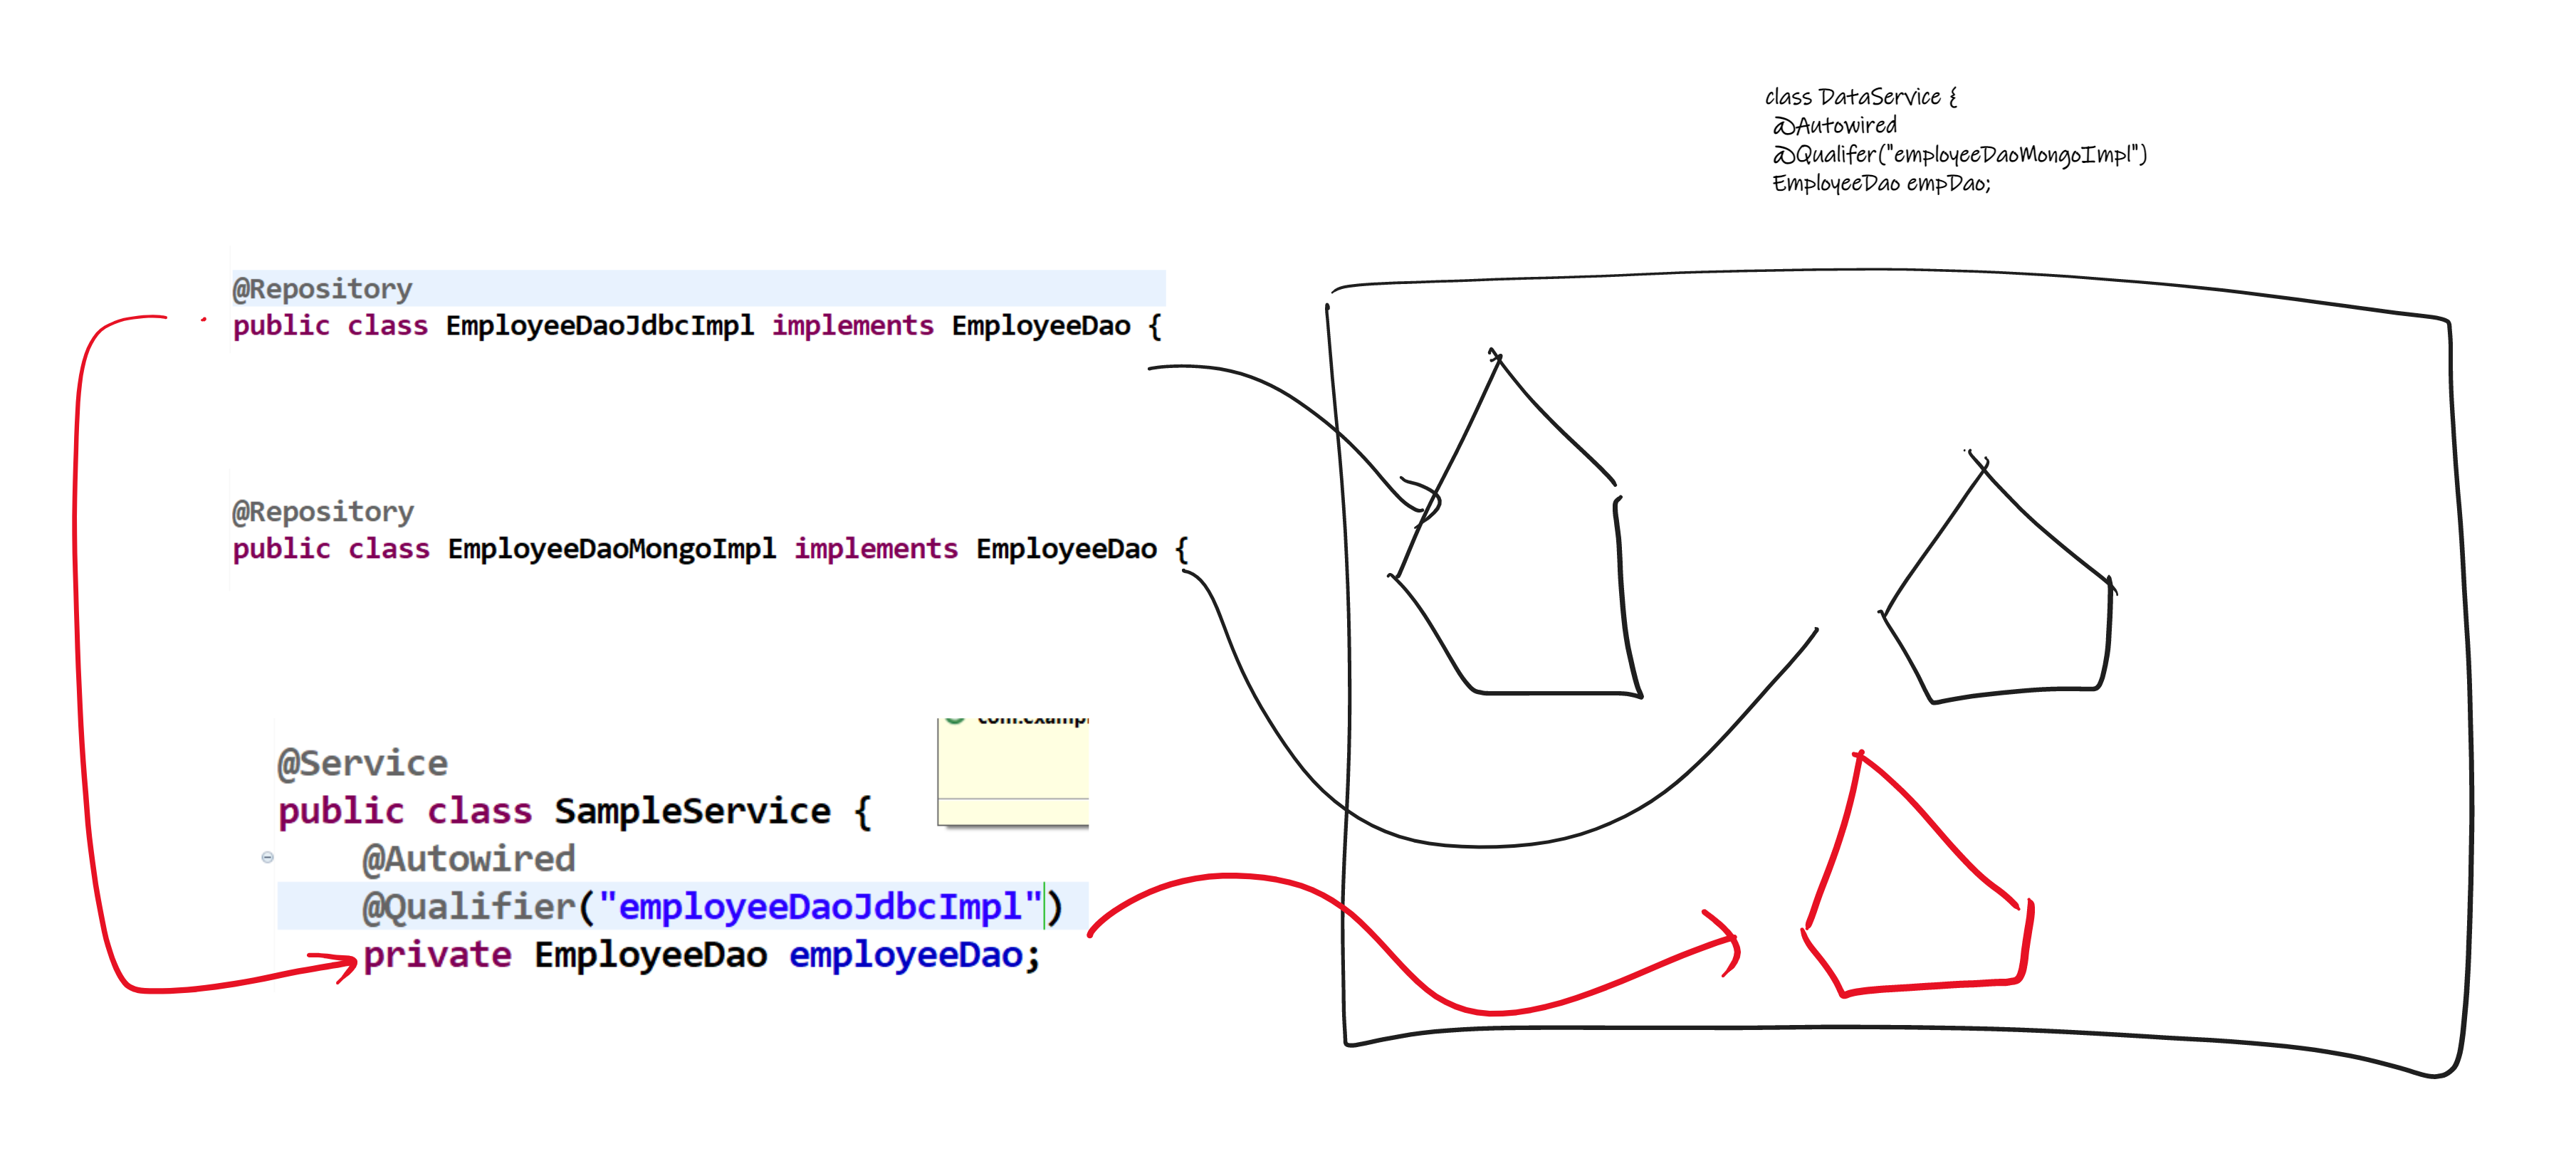 class DataService {
@Autowired
@Qualifer("employeeDaoMongoImpl")
EmployeeDao empDao;
@Repository
public class EmployeeDaoJdbcImpl implements EmployeeDao {
@Repository
public class EmployeeDaoMongoImpl implements EmployeeDao {
@Service
public class SampleService {
@Autowired
@Qualifier("employeeDaoJdbcImpl")
private EmployeeDao employeeDao;